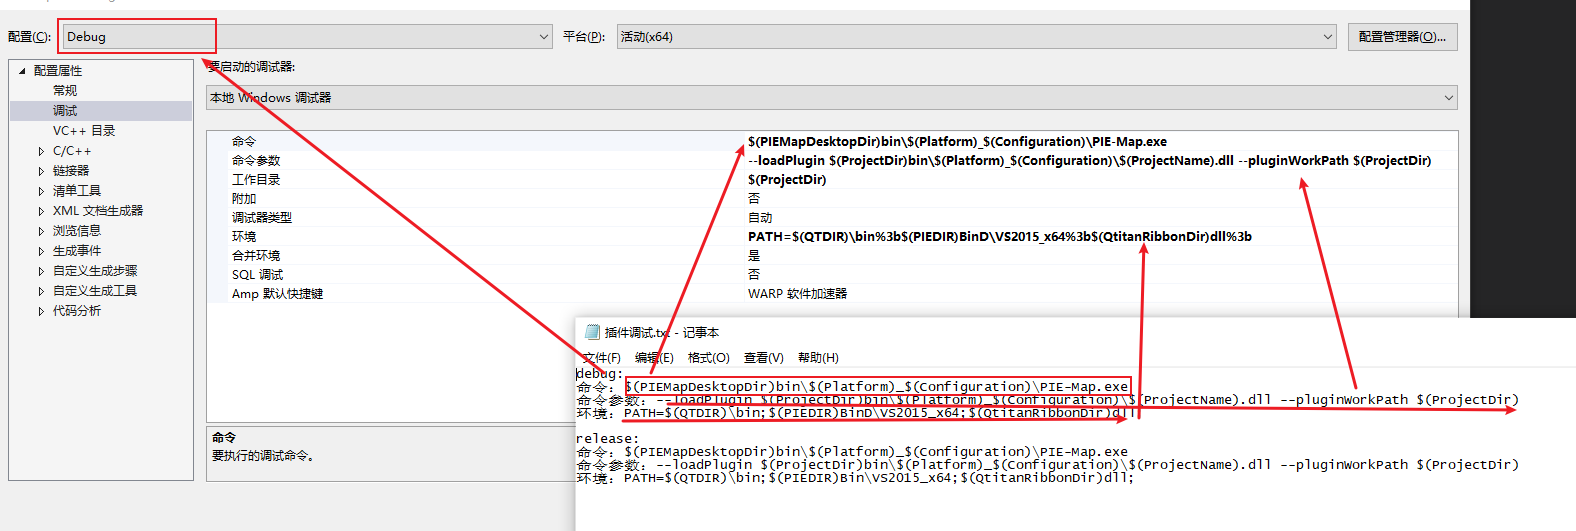 配置(C):
Debug
平台(P):
活动(x64)
配置管理器(O)...
配置属性
常规
调试
VC++ 目录
C/C++
链接器
清单工具
XML 文档生成器
浏览信息
生成事件
自定义生成步骤
自定义生成工具
代码分析
要启动的调试器:
本地 Windows 调试器
命令 $(PIEMapDesktopDir)bin\$(Platform)_$(Configuration)\PIE-Map.exe
命令参数 --loadPlugin $(ProjectDir)bin\$(Platform)_$(Configuration)\$(ProjectName).dll --pluginWorkPath $(ProjectDir)
工作目录 $(ProjectDir)
附加 否
调试器类型 自动
环境 PATH=$(QTDIR)\bin%3b$(PIEDIR)BinD\VS2015_x64%3b$(QtitanRibbonDir)dll%3b
合并环境 是
SQL 调试 否
Amp 默认快捷键 WARP 软件加速器
命令
要执行的调试命令。
插件调试.txt - 记事本
文件(F) 编辑(E) 格式(O) 查看(V) 帮助(H)
debug:
命令: $(PIEMapDesktopDir)bin\$(Platform)_$(Configuration)\PIE-Map.exe
命令参数: --loadPlugin $(ProjectDir)bin\$(Platform)_$(Configuration)\$(ProjectName).dll --pluginWorkPath $(ProjectDir)
环境: PATH=$(QTDIR)\bin;$(PIEDIR)BinD\VS2015_x64;$(QtitanRibbonDir)dll
release:
命令: $(PIEMapDesktopDir)bin\$(Platform)_$(Configuration)\PIE-Map.exe
命令参数: --loadPlugin $(ProjectDir)bin\$(Platform)_$(Configuration)\$(ProjectName).dll --pluginWorkPath $(ProjectDir)
环境: PATH=$(QTDIR)\bin;$(PIEDIR)Bin\VS2015_x64;$(QtitanRibbonDir)dll;